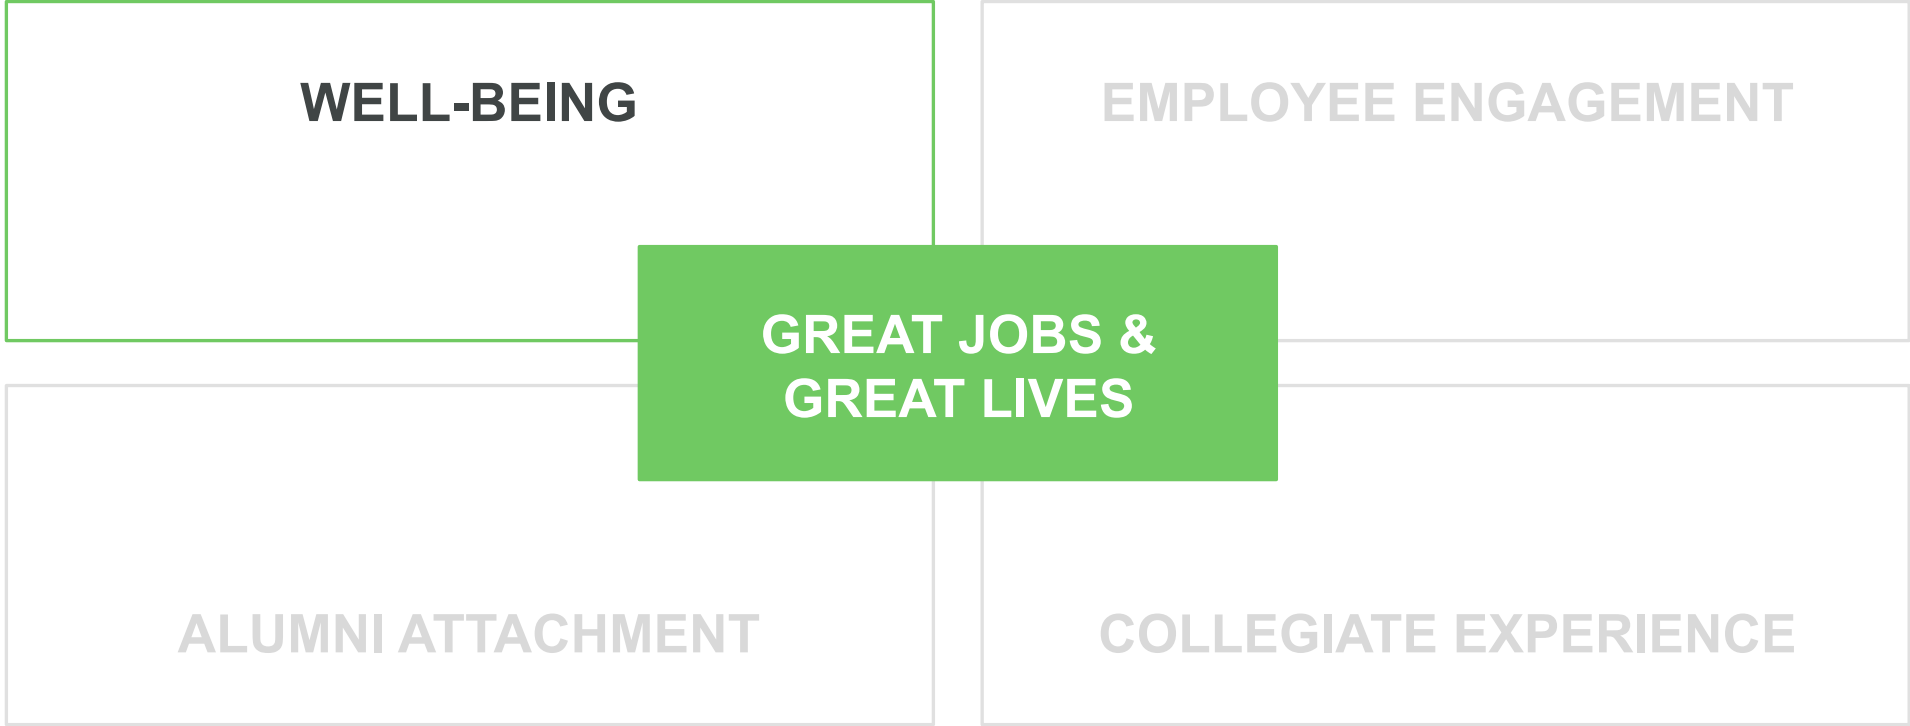 WELL-BEING
EMPLOYEE ENGAGEMENT
GREAT JOBS &
GREAT LIVES
ALUMNI ATTACHMENT
COLLEGIATE EXPERIENCE